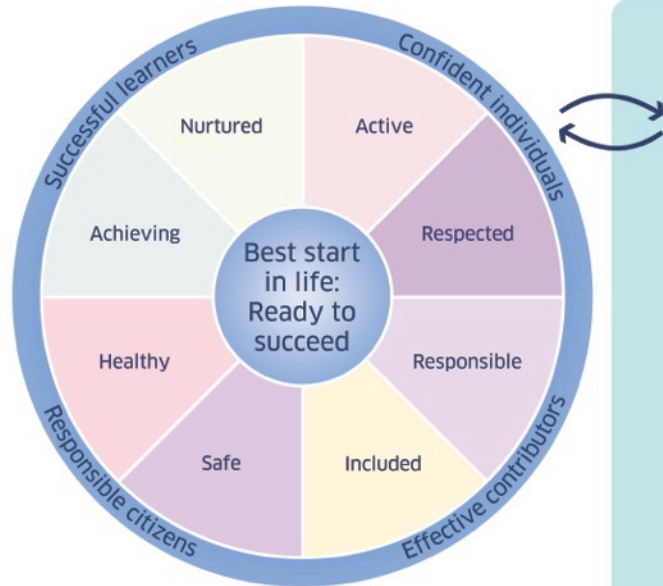 Successful learners
Confident individuals
Nurtured
Active
Achieving
Respected
Best start
in life:
Ready to
succeed
Healthy
Responsible
Safe
Included
Responsible citizens
Effective contributors